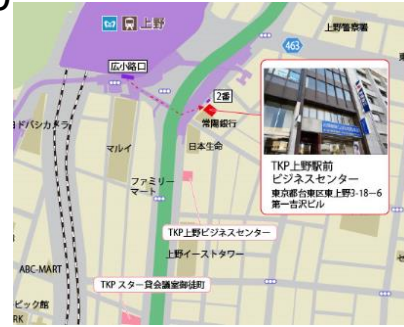 上野
上野警察署
463
広小路口
2番
常陽銀行
ヨドバシカメラ
マルイ
日本生命
ファミリー
マート
TKP上野駅前
ビジネスセンター
東京都台東区東上野3-18-6
第一吉沢ビル
TKP上野ビジネスセンター
上野イーストタワー
ABC-MART
TKP スター貸会議室御徒町
ビック館